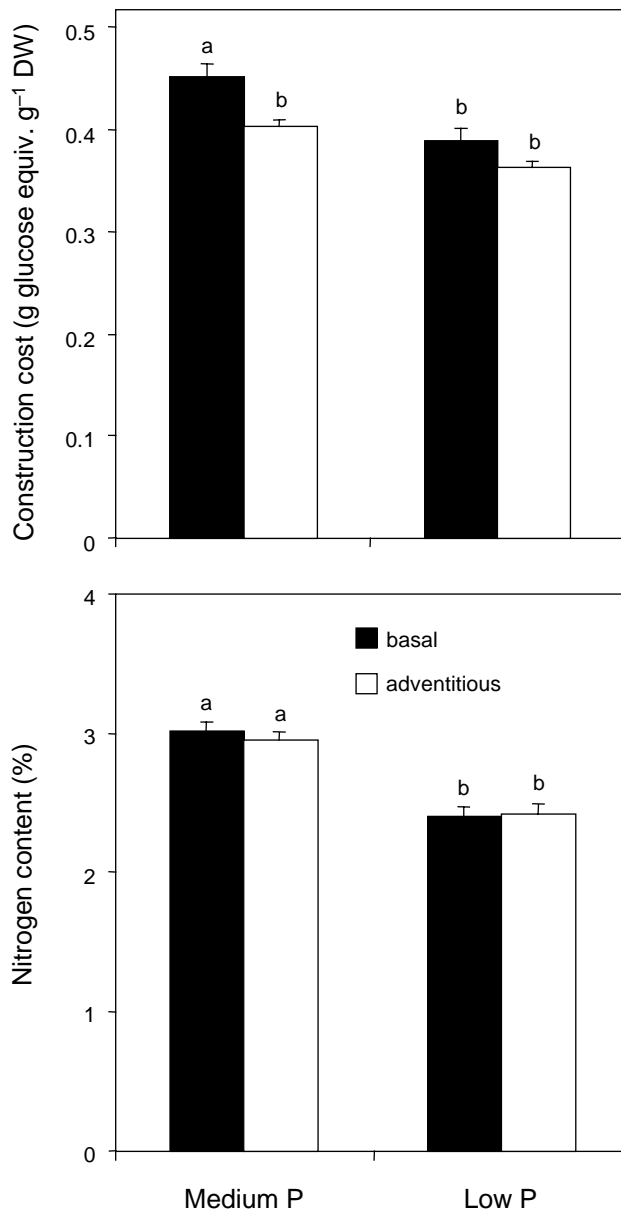 Construction cost (g glucose equiv. g⁻¹ DW)
0.5
0.4
0.3
0.2
0.1
0
a
b
b
b
Nitrogen content (%)
4
3
2
1
0
basal
adventitious
a
a
b
b
Medium P
Low P